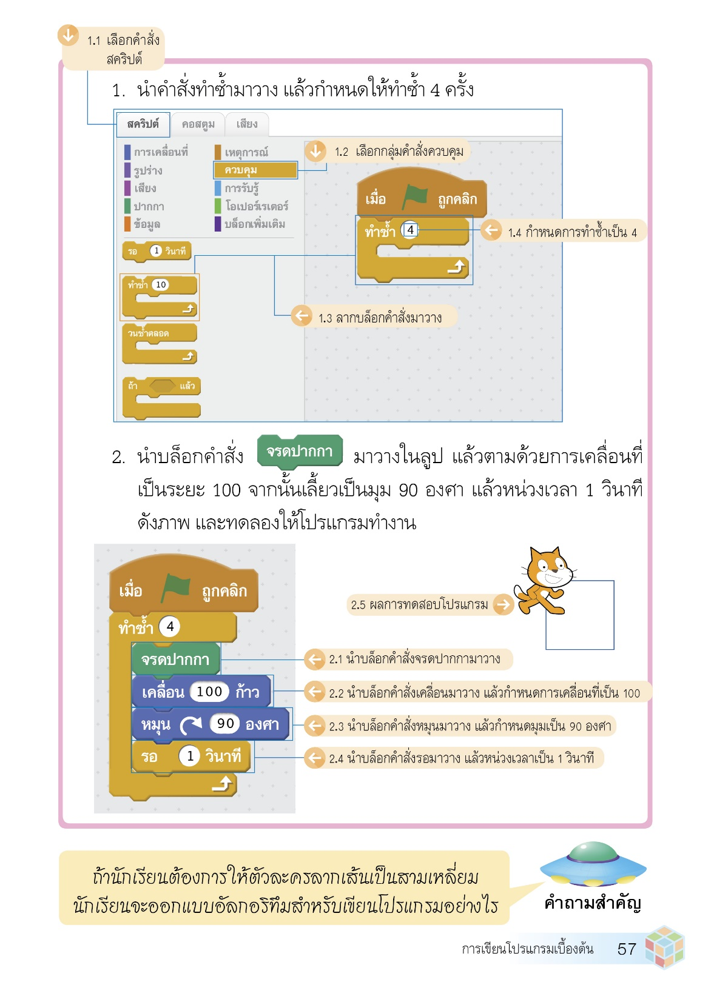 1.1 เลือกคำสั่ง
สคริปต์
1. นำคำสั่งทำซ้ำมาวาง แล้วกำหนดให้ทำซ้ำ 4 ครั้ง
สคริปต์ คอสตูม เสียง
การเคลื่อนที่ เหตุการณ์
รูปร่าง ควบคุม
เสียง การรับรู้
ปากกา โอเปอร์เรเตอร์
ข้อมูล บล็อกเพิ่มเติม
1.2 เลือกกลุ่มคำสั่งควบคุม
เมื่อ ถูกคลิก
ทำซ้ำ 4
1.4 กำหนดการทำซ้ำเป็น 4
รอ 1 วินาที
ทำซ้ำ 10
1.3 ลากบล็อกคำสั่งมาวาง
วนซ้ำตลอด
ถ้า แล้ว
2. นำบล็อกคำสั่ง จรดปากกา มาวางในลูป แล้วตามด้วยการเคลื่อนที่
เป็นระยะ 100 จากนั้นเลี้ยวเป็นมุม 90 องศา แล้วหน่วงเวลา 1 วินาที
ดังภาพ และทดลองให้โปรแกรมทำงาน
เมื่อ ถูกคลิก
2.5 ผลการทดสอบโปรแกรม
ทำซ้ำ 4
จรดปากกา
2.1 นำบล็อกคำสั่งจรดปากกามาวาง
เคลื่อน 100 ก้าว
2.2 นำบล็อกคำสั่งเคลื่อนมาวาง แล้วกำหนดการเคลื่อนที่เป็น 100
หมุน 90 องศา
2.3 นำบล็อกคำสั่งหมุนมาวาง แล้วกำหนดมุมเป็น 90 องศา
รอ 1 วินาที
2.4 นำบล็อกคำสั่งรอมาวาง แล้วหน่วงเวลาเป็น 1 วินาที
ถ้านักเรียนต้องการให้ตัวละครลากเส้นเป็นสามเหลี่ยม
นักเรียนจะออกแบบอัลกอริทึมสำหรับเขียนโปรแกรมอย่างไร
คำถามสำคัญ
การเขียนโปรแกรมเบื้องต้น 57